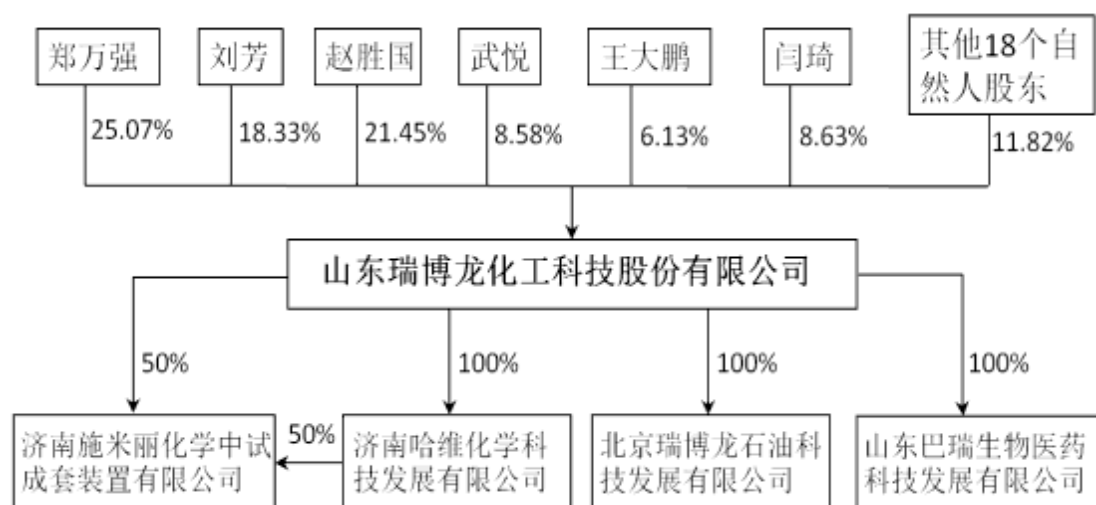 郑万强
刘芳
赵胜国
武悦
王大鹏
闫琦
其他18个自
然人股东
25.07%
18.33%
21.45%
8.58%
6.13%
8.63%
11.82%
山东瑞博龙化工科技股份有限公司
50%
100%
100%
100%
济南施米丽化学中试
成套装置有限公司
50%
济南哈维化学科
技发展有限公司
北京瑞博龙石油科
技发展有限公司
山东巴瑞生物医药
科技发展有限公司